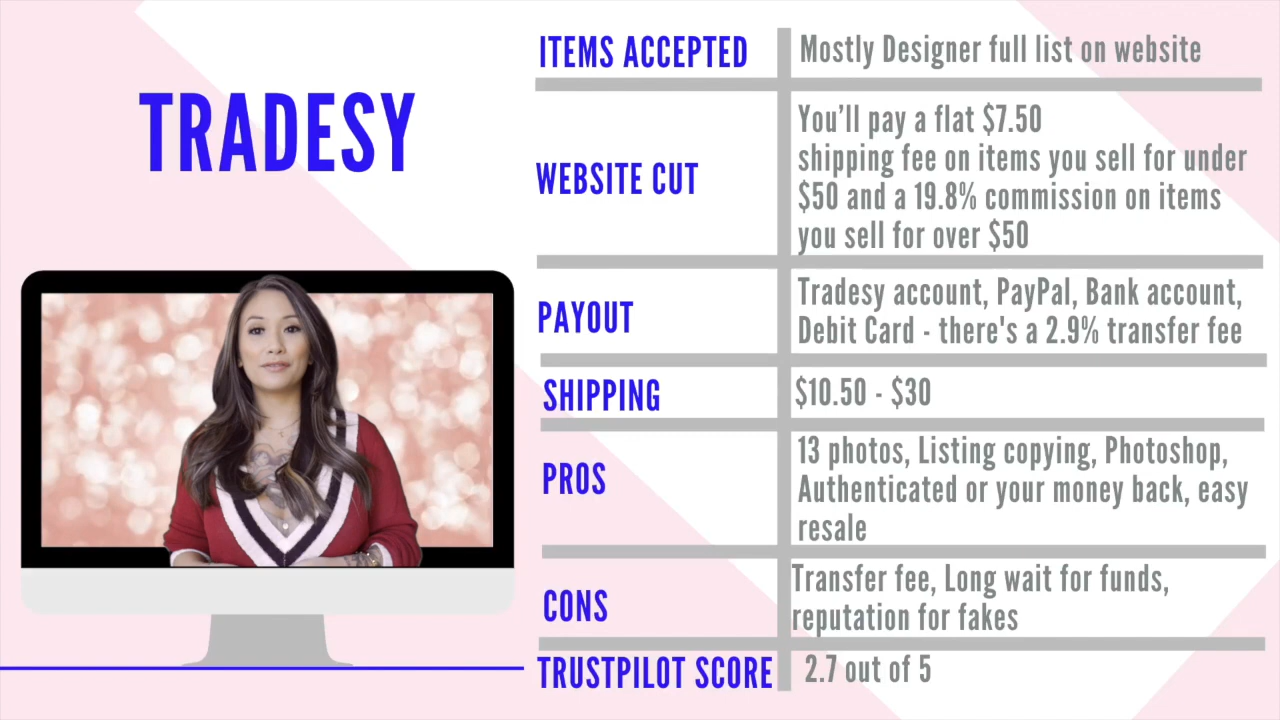 TRADESY
ITEMS ACCEPTED
Mostly Designer full list on website
WEBSITE CUT
You'll pay a flat $7.50
shipping fee on items you sell for under
$50 and a 19.8% commission on items
you sell for over $50
PAYOUT
Tradesy account, PayPal, Bank account,
Debit Card - there's a 2.9% transfer fee
SHIPPING
$10.50 - $30
PROS
13 photos, Listing copying, Photoshop,
Authenticated or your money back, easy
resale
CONS
Transfer fee, Long wait for funds,
reputation for fakes
TRUSTPILOT SCORE
2.7 out of 5